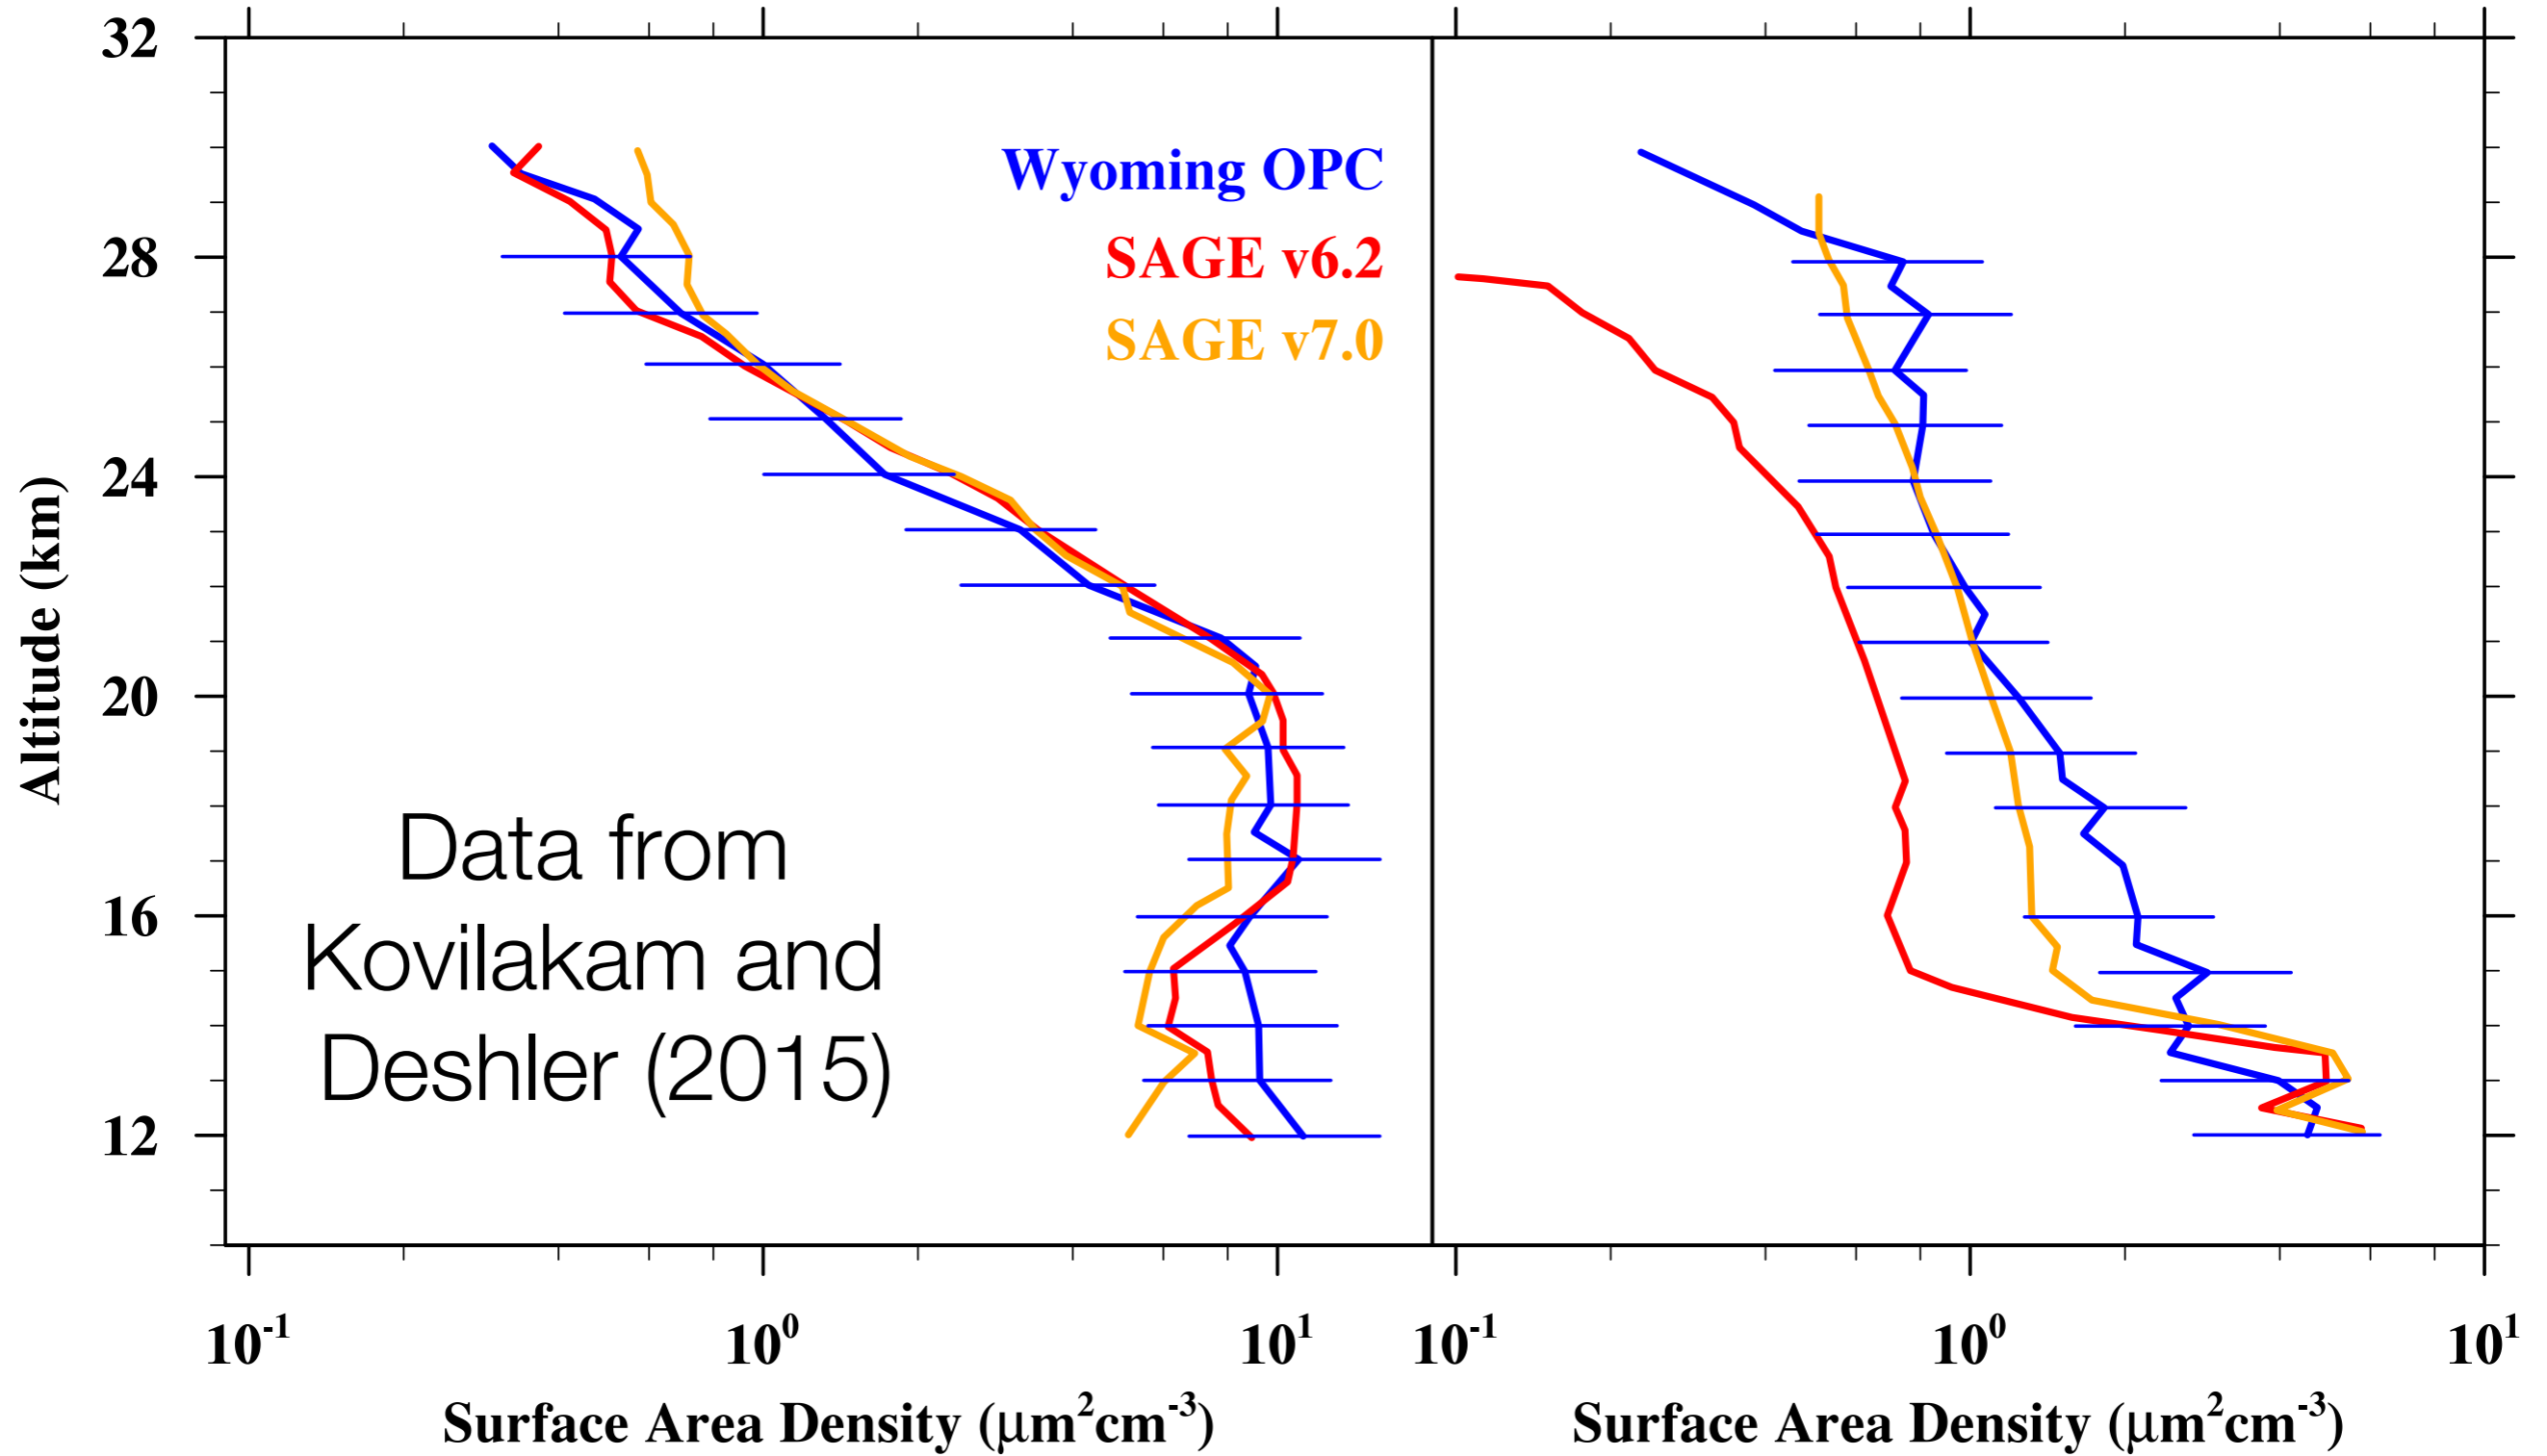 32
28
24
20
16
12
Altitude (km)
Wyoming OPC
SAGE v6.2
SAGE v7.0
Data from
Kovilakam and
Deshler (2015)
10⁻¹ 10⁰ 10¹ 10⁻¹ 10⁰ 10¹
Surface Area Density (μm²cm⁻³) Surface Area Density (μm²cm⁻³)